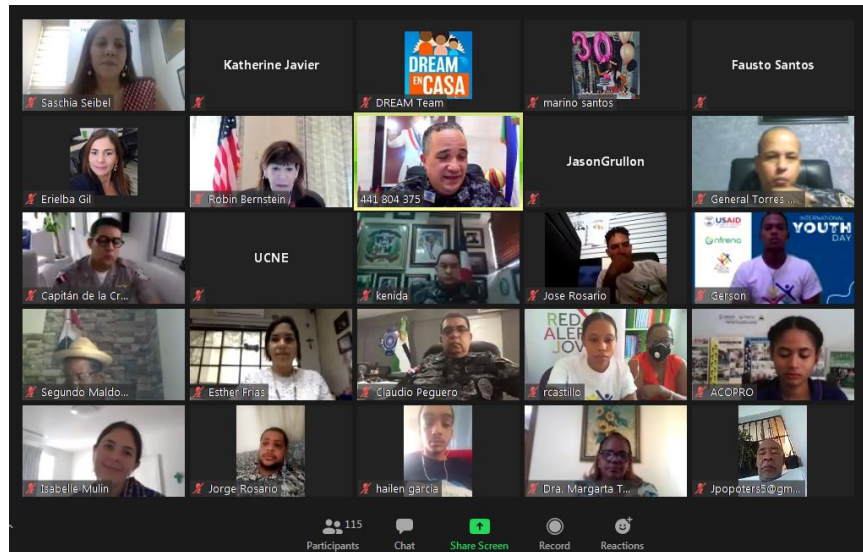 Saschia Seibel
Katherine Javier
DREAM
EN
CASA
DREAM Team
30
marino santos
Fausto Santos
Erielba Gil
Robin Bernstein
441 804 375
JasonGrullon
General Torres ...
Capitán de la Cr...
UCNE
kenida
Jose Rosario
USAID
INTERNATIONAL
YOUTH
DAY
Gerson
Segundo Maldo...
Esther Frias
Claudio Peguero
RED
ALER
JOV
rcastillo
ACOPRO
Isabelle Mulin
Jorge Rosario
hailen garcia
Dra. Margarta T...
Jpopoters5@gm...
115
Participants
Chat
Share Screen
Record
Reactions